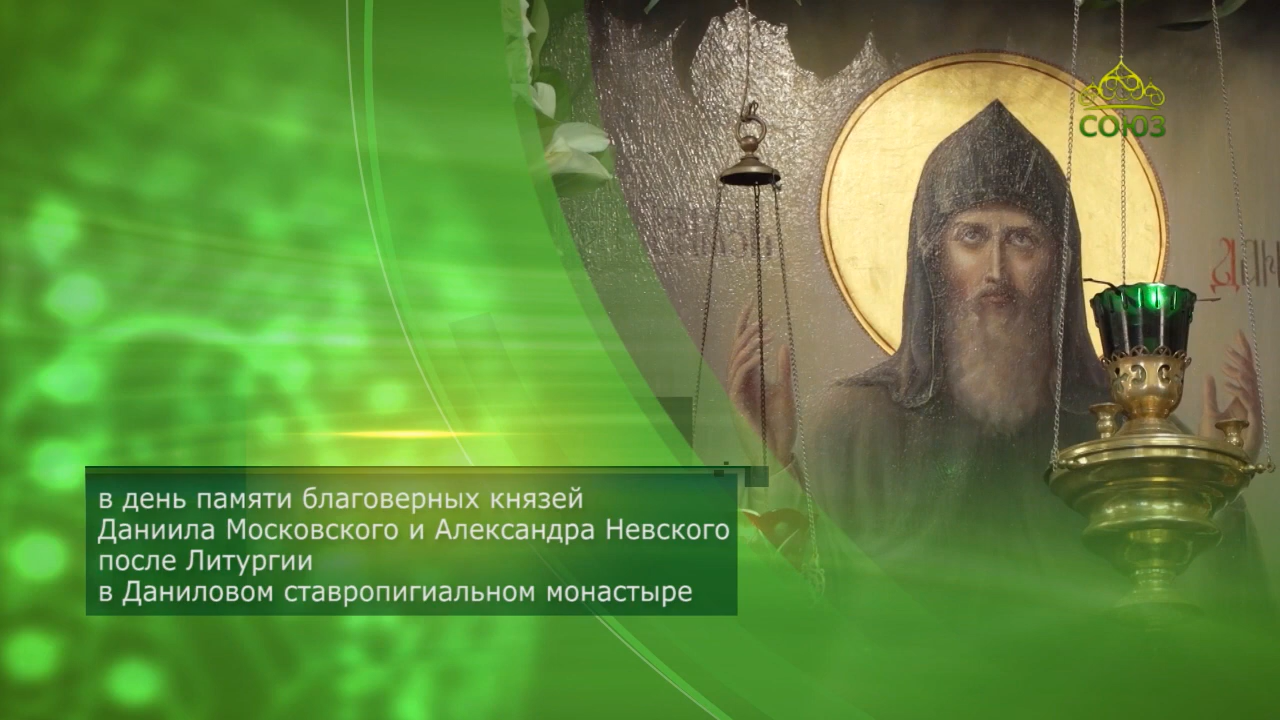 СОЮЗ
в день памяти благоверных князей
Даниила Московского и Александра Невского
после Литургии
в Даниловом ставропигиальном монастыре